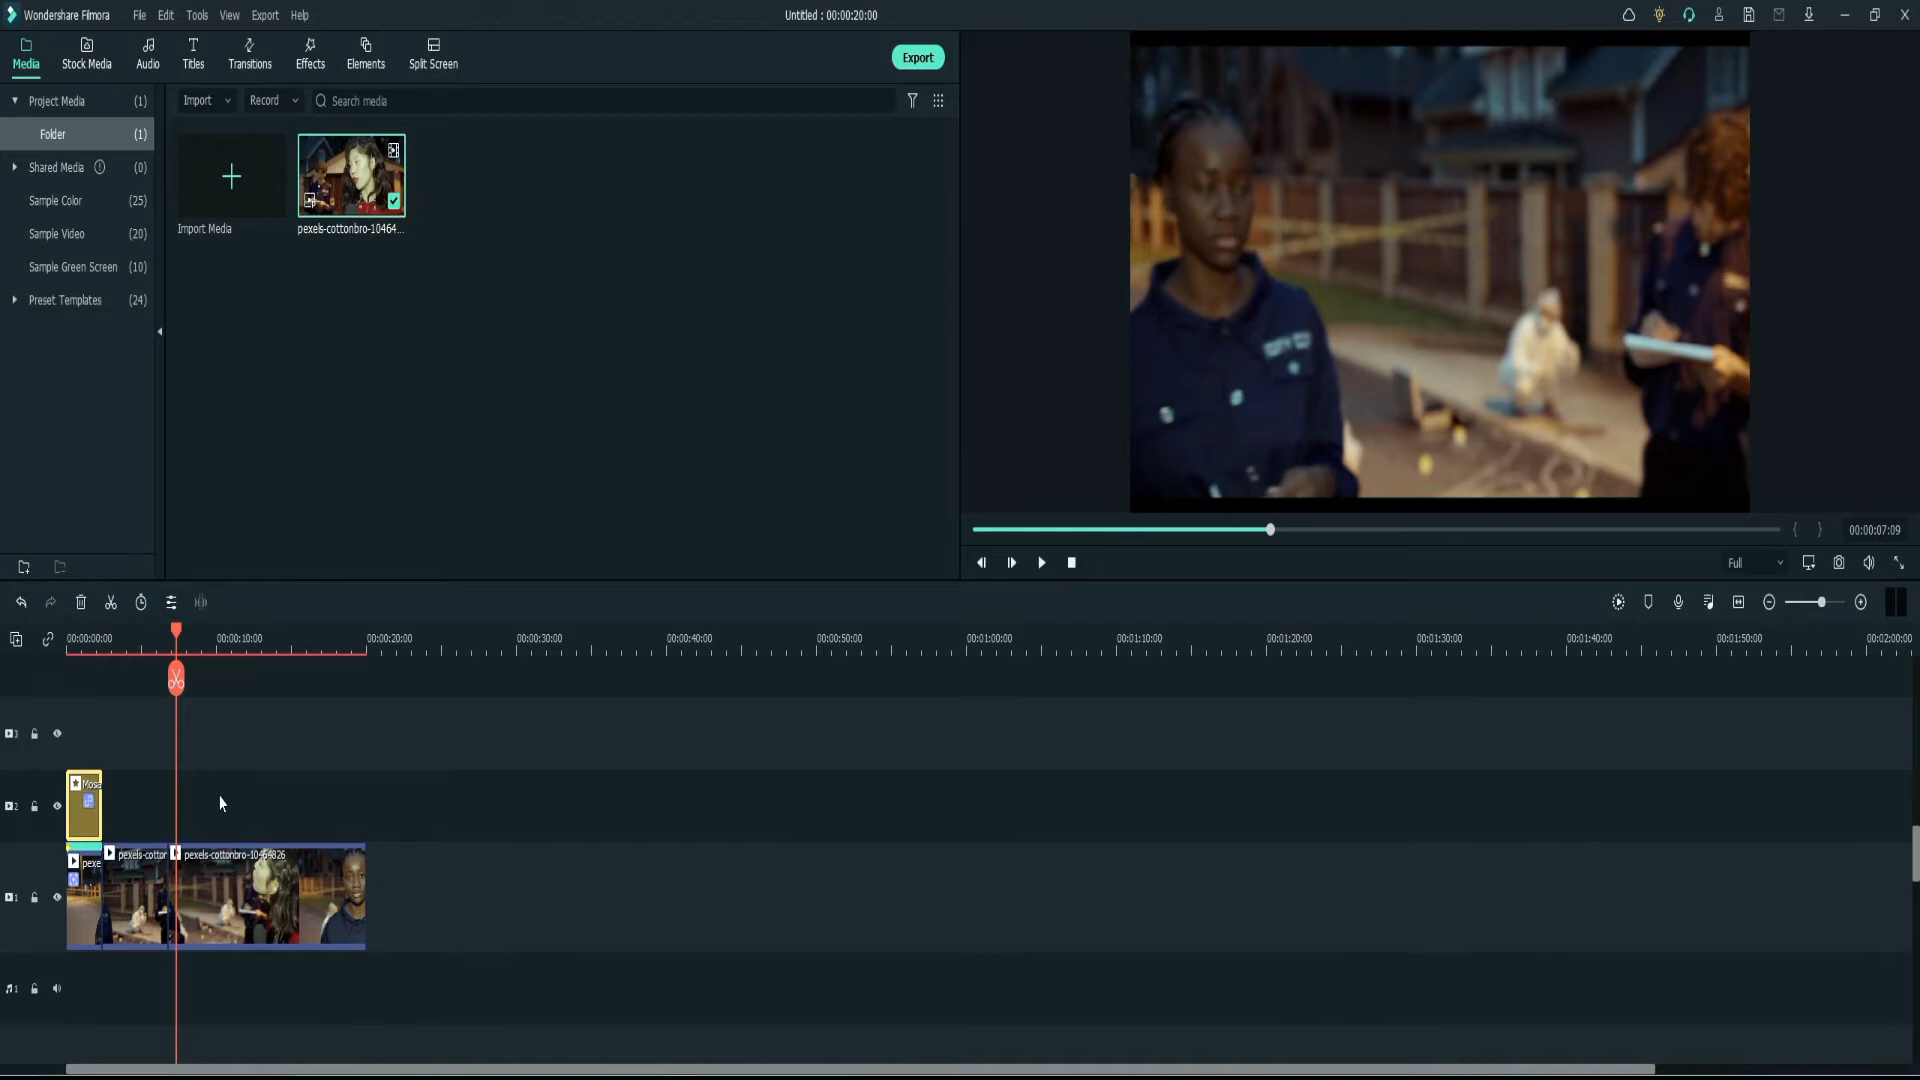 Wondershare Filmora File Edit Tools View Export Help Untitled : 00:00:20:00
Media Stock Media Audio Titles Transitions Effects Elements Split Screen Export
Project Media (1) Import Record Search media
Folder (1)
Shared Media (0)
Sample Color (25)
Import Media pexels-cottonbro-10464...
Sample Video (20)
Sample Green Screen (10)
Preset Templates (24)
00:00:07:09
Full
00:00:00:00 00:00:10:00 00:00:20:00 00:00:30:00 00:00:40:00 00:00:50:00 00:01:00:00 00:01:10:00 00:01:20:00 00:01:30:00 00:01:40:00 00:01:50:00 00:02:00:00
3
Mosa
2
pexe pexels-cottor pexels-cottonbro-10464826
1
1